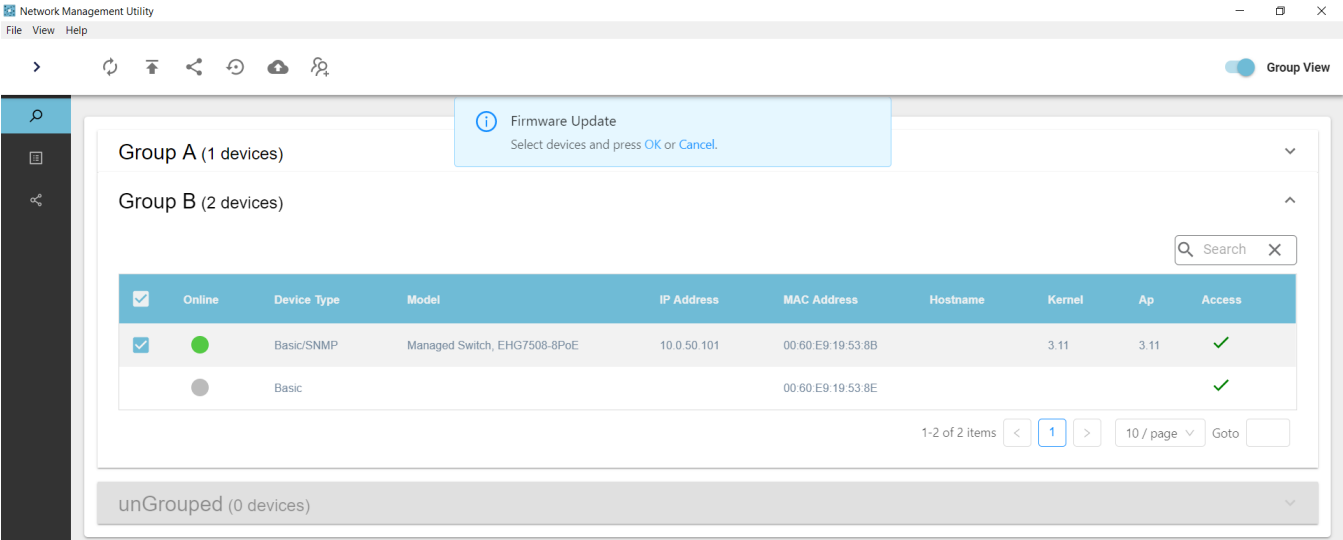 Network Management Utility
File View Help
Group View
Firmware Update
Select devices and press OK or Cancel.
Group A (1 devices)
Group B (2 devices)
Search
Online Device Type Model IP Address MAC Address Hostname Kernel Ap Access
Basic/SNMP Managed Switch, EHG7508-8PoE 10.0.50.101 00:60:E9:19:53:8B 3.11 3.11
Basic 00:60:E9:19:53:8E
1-2 of 2 items < 1 > 10 / page Goto
unGrouped (0 devices)